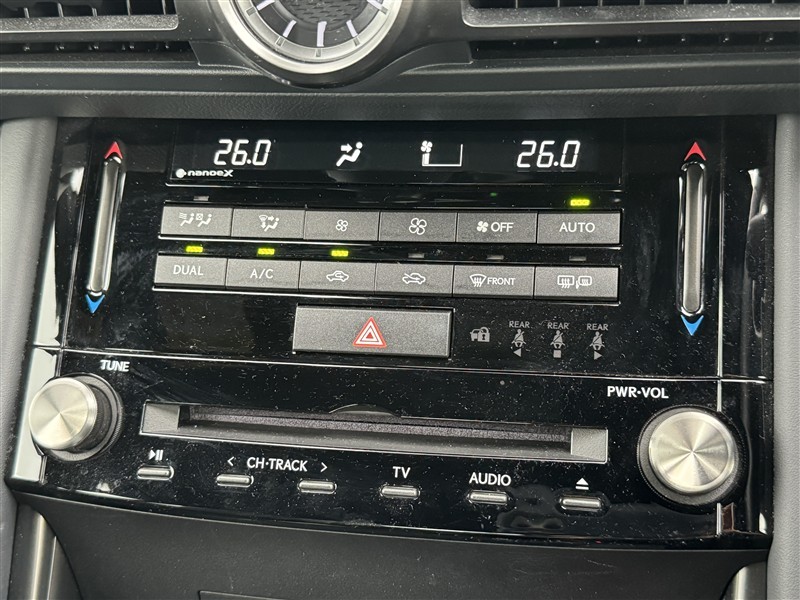 26.0 26.0
nanoeX
OFF AUTO
DUAL A/C FRONT
REAR REAR REAR
TUNE PWR·VOL
CH·TRACK TV AUDIO